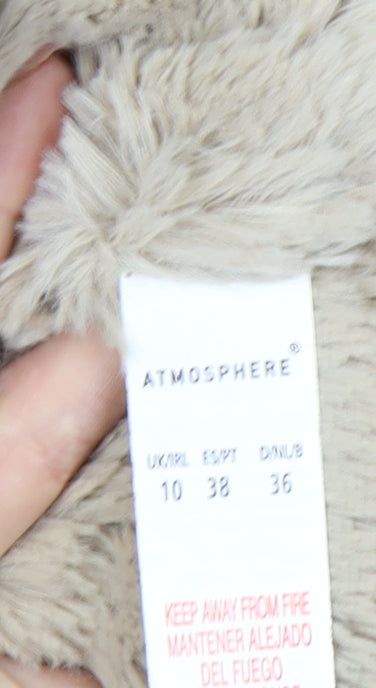 ATMOSPHERE®
UK/IRL ES/PT D/NL/B
10 38 36
KEEP AWAY FROM FIRE
MANTENER ALEJADO
DEL FUEGO